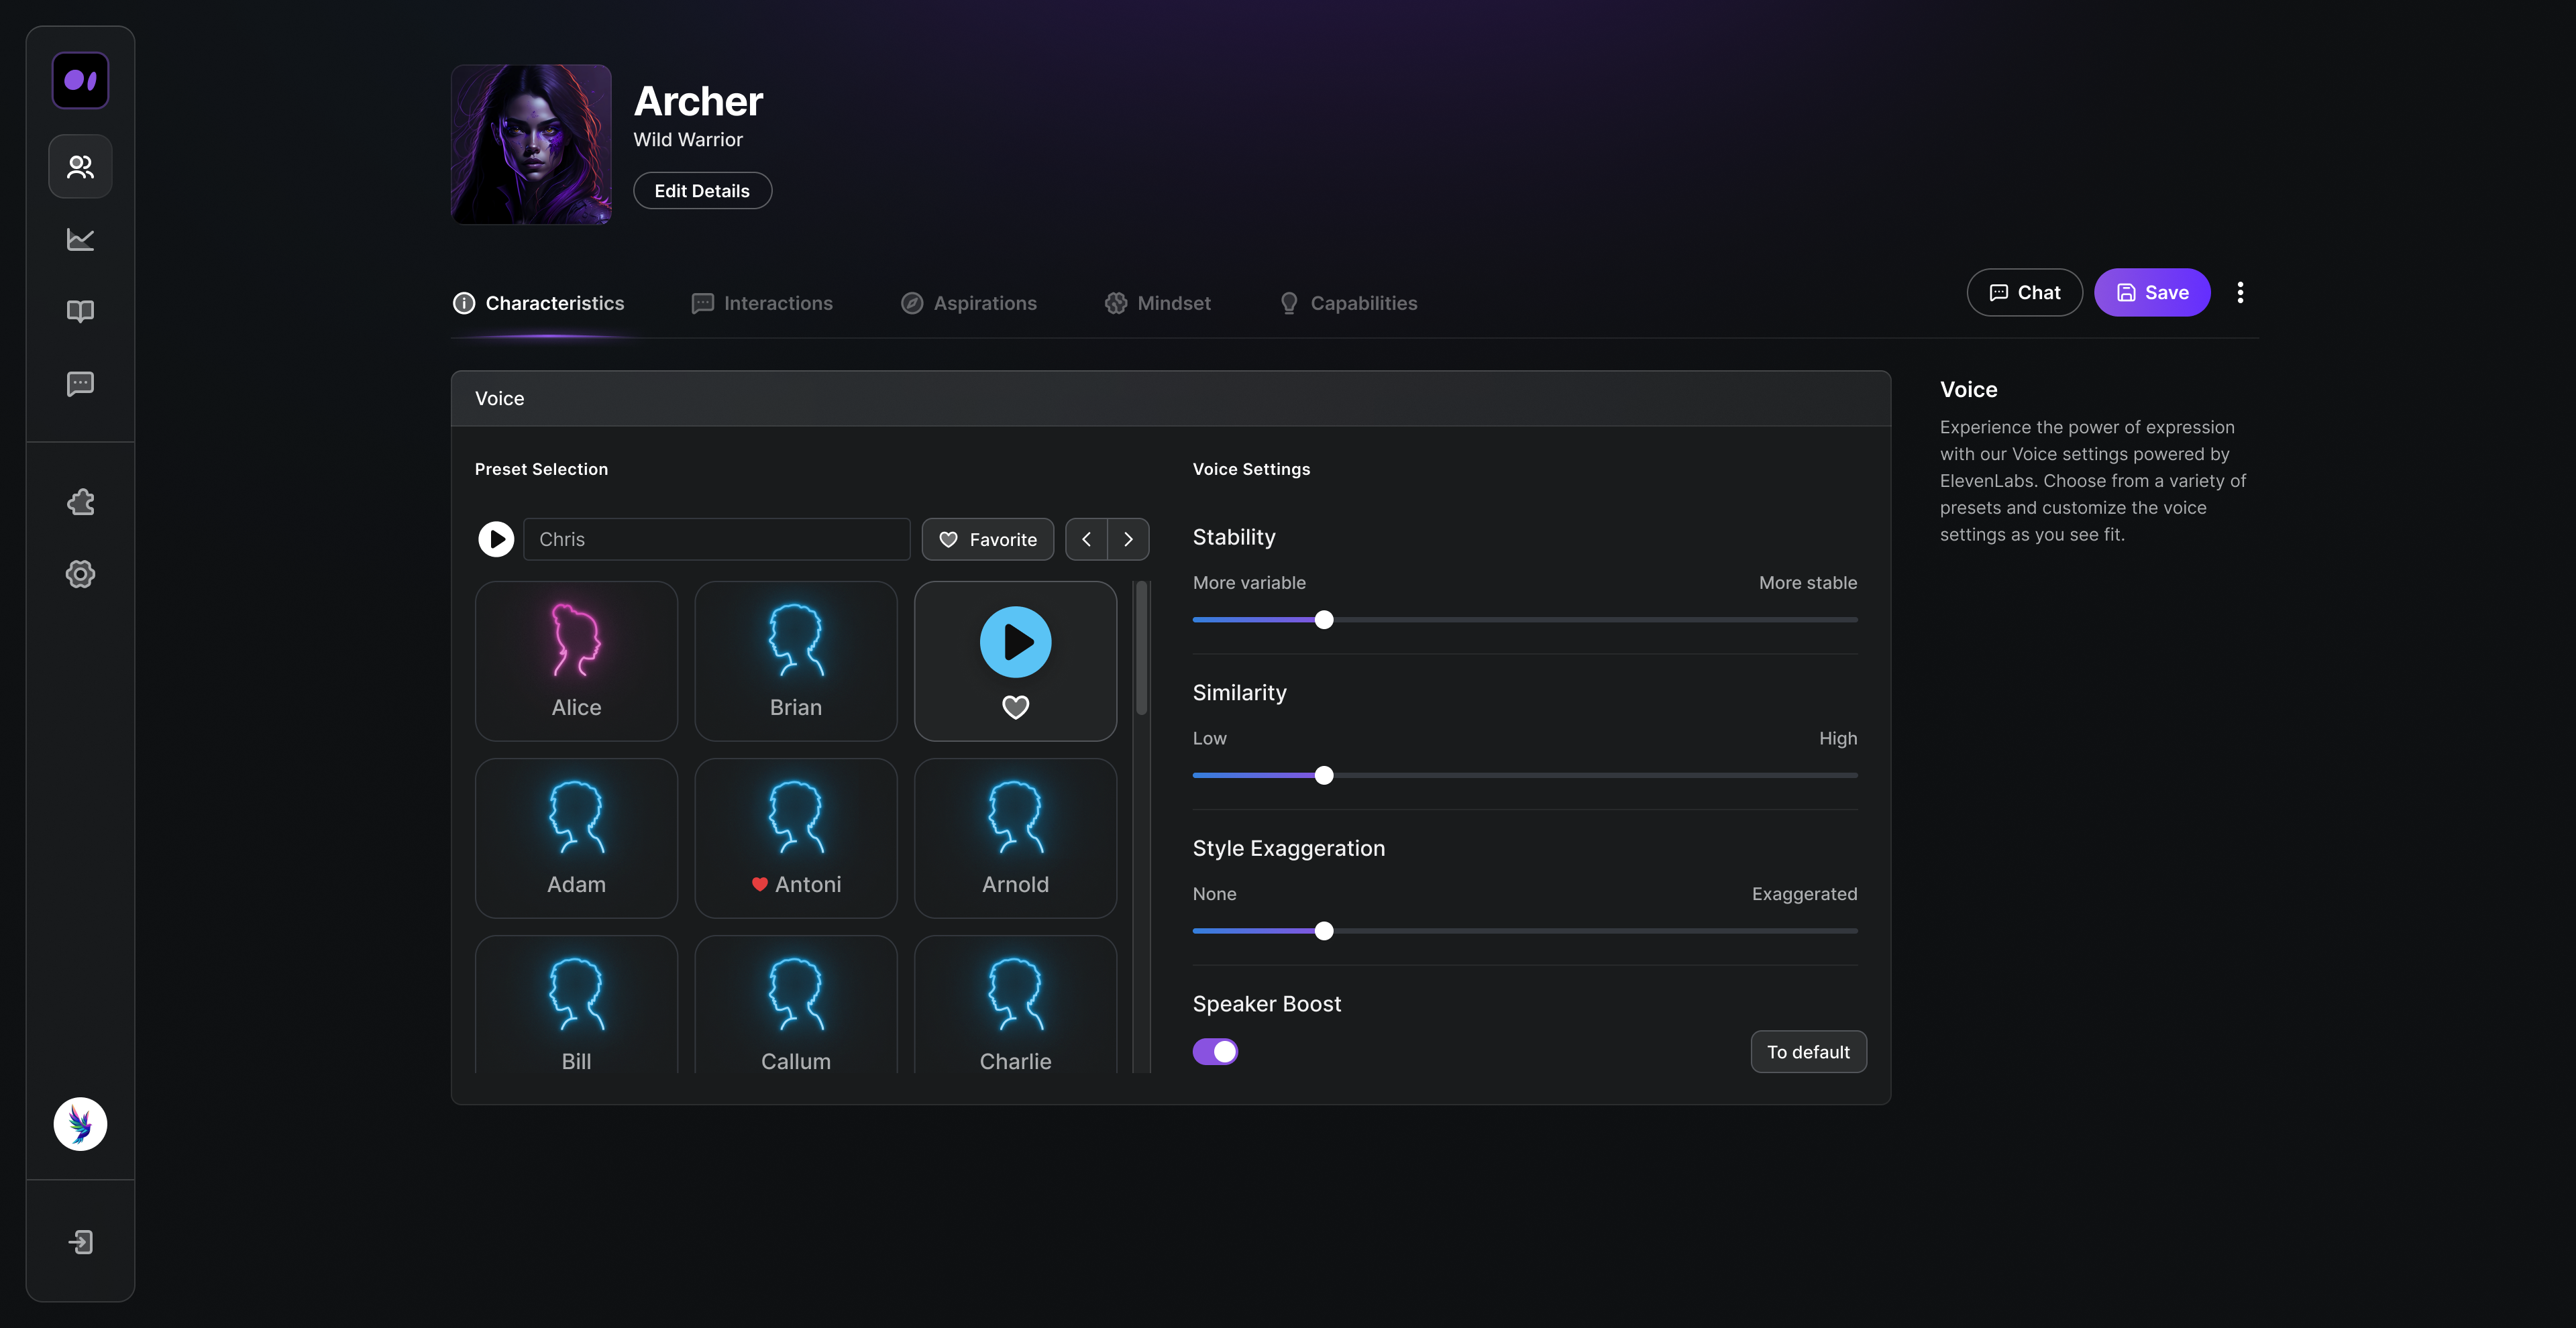 Archer
Wild Warrior
Edit Details
Characteristics
Interactions
Aspirations
Mindset
Capabilities
Chat
Save
Voice
Preset Selection
Chris
Favorite
Alice
Brian
Adam
Antoni
Arnold
Bill
Callum
Charlie
Voice Settings
Stability
More variable
More stable
Similarity
Low
High
Style Exaggeration
None
Exaggerated
Speaker Boost
To default
Voice
Experience the power of expression
with our Voice settings powered by
ElevenLabs. Choose from a variety of
presets and customize the voice
settings as you see fit.